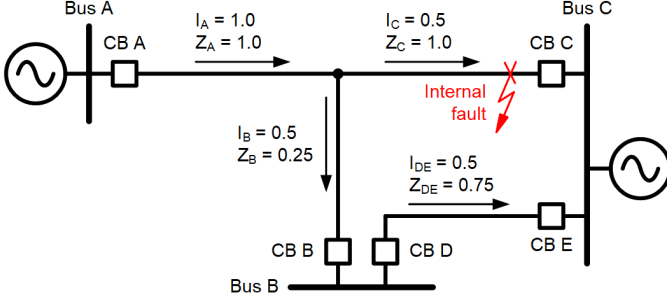 Bus A
Bus C
I_A = 1.0
Z_A = 1.0
I_C = 0.5
Z_C = 1.0
CB A
CB C
Internal
fault
I_B = 0.5
Z_B = 0.25
I_DE = 0.5
Z_DE = 0.75
CB B
CB D
CB E
Bus B